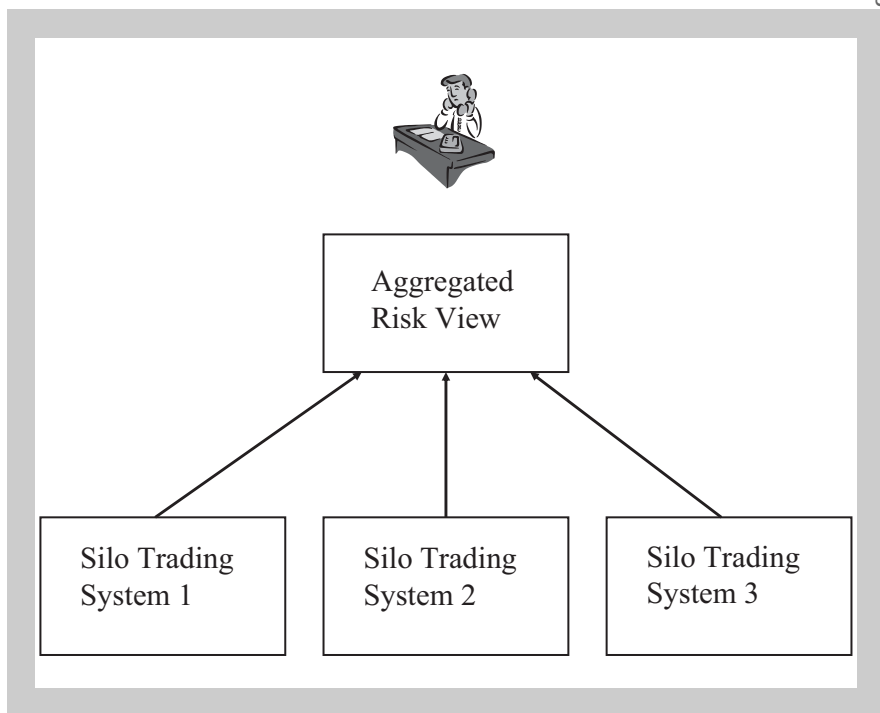 Aggregated
Risk View
Silo Trading
System 1
Silo Trading
System 2
Silo Trading
System 3